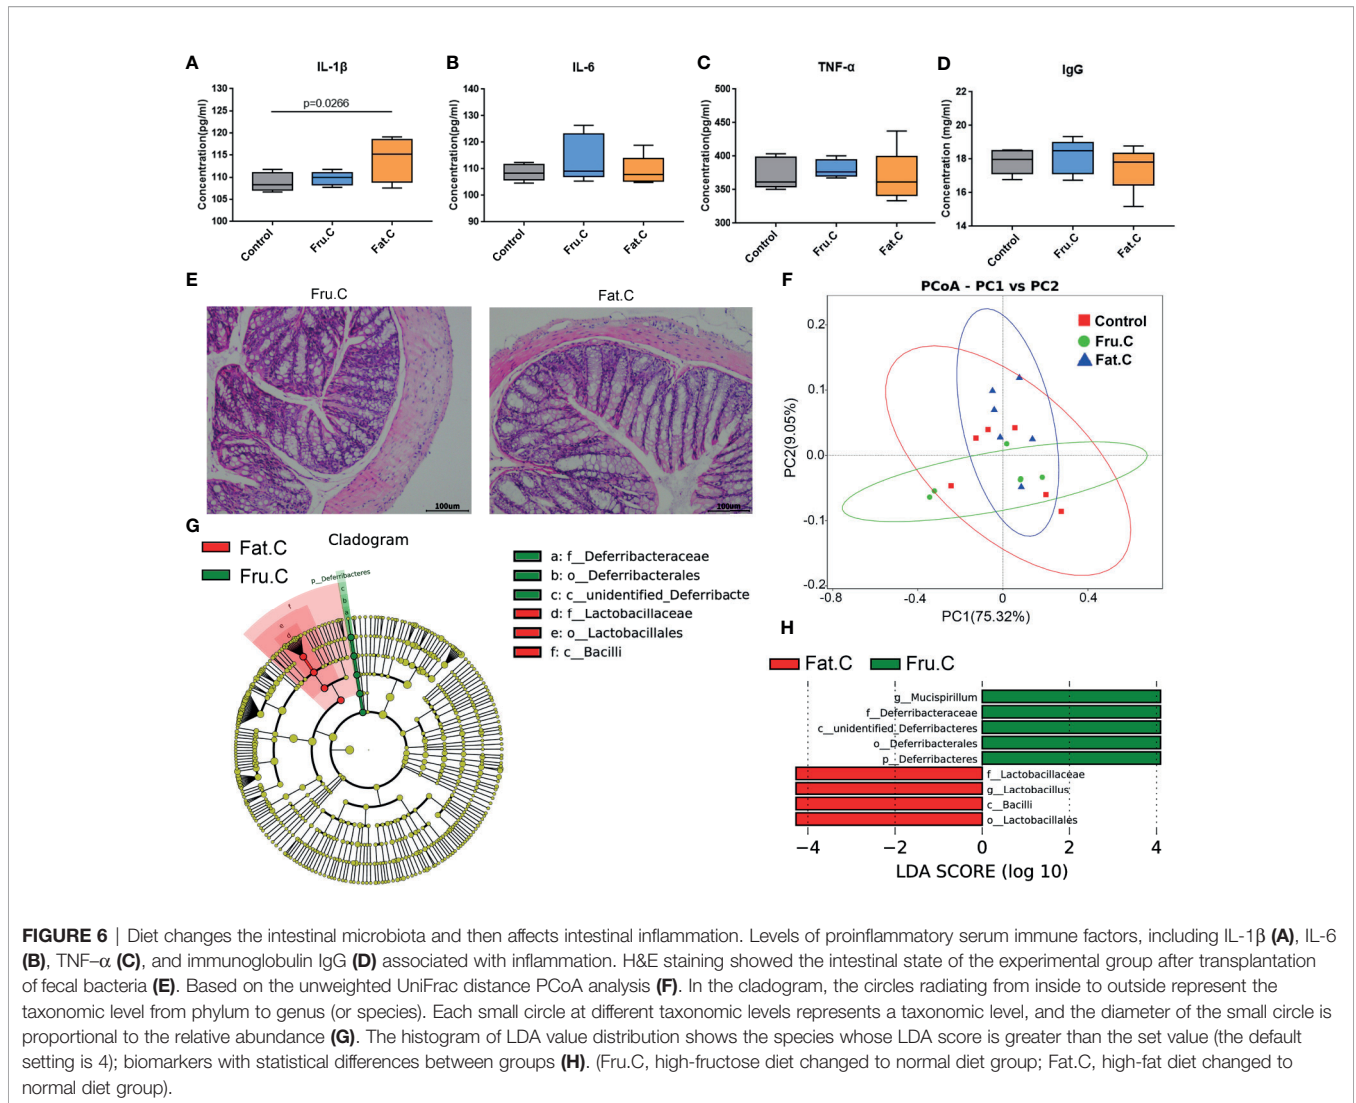 A
IL-1β
p=0.0266
Concentration(pg/ml)
130
125
120
115
110
105
100
Control
Fru.C
Fat.C
B
IL-6
Concentration(pg/ml)
140
130
120
110
100
90
Control
Fru.C
Fat.C
C
TNF-α
Concentration(pg/ml)
500
450
400
350
300
Control
Fru.C
Fat.C
D
IgG
Concentration (mg/ml)
22
20
18
16
14
Control
Fru.C
Fat.C
E
Fru.C
100um
Fat.C
100um
F
PCoA - PC1 vs PC2
Control
Fru.C
Fat.C
PC2(9.05%)
0.2
0.1
0.0
-0.1
-0.2
-0.8
-0.4
0
0.4
PC1(75.32%)
G
Fat.C
Fru.C
Cladogram
p__Deferribacteres
c
b
a
f
e
d
a: f__Deferribacteraceae
b: o__Deferribacterales
c: c__unidentified_Deferribacte
d: f__Lactobacillaceae
e: o__Lactobacillales
f: c__Bacilli
H
Fat.C
Fru.C
g__Mucispirillum
f__Deferribacteraceae
c__unidentified_Deferribacteres
o__Deferribacterales
p__Deferribacteres
f__Lactobacillaceae
g__Lactobacillus
c__Bacilli
o__Lactobacillales
−4
−2
0
2
4
LDA SCORE (log 10)
FIGURE 6 | Diet changes the intestinal microbiota and then affects intestinal inflammation. Levels of proinflammatory serum immune factors, including IL-1β (A), IL-6
(B), TNF–α (C), and immunoglobulin IgG (D) associated with inflammation. H&E staining showed the intestinal state of the experimental group after transplantation
of fecal bacteria (E). Based on the unweighted UniFrac distance PCoA analysis (F). In the cladogram, the circles radiating from inside to outside represent the
taxonomic level from phylum to genus (or species). Each small circle at different taxonomic levels represents a taxonomic level, and the diameter of the small circle is
proportional to the relative abundance (G). The histogram of LDA value distribution shows the species whose LDA score is greater than the set value (the default
setting is 4); biomarkers with statistical differences between groups (H). (Fru.C, high-fructose diet changed to normal diet group; Fat.C, high-fat diet changed to
normal diet group).